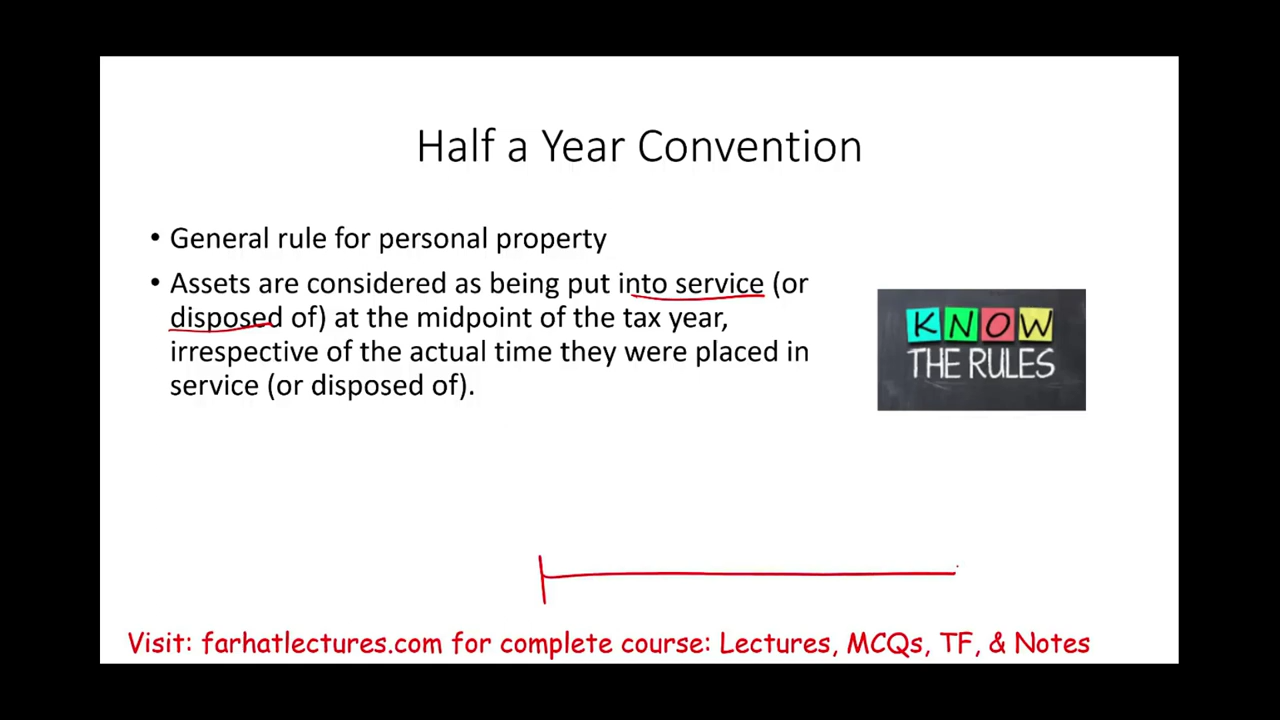 Half a Year Convention
• General rule for personal property
• Assets are considered as being put into service (or
disposed of) at the midpoint of the tax year,
irrespective of the actual time they were placed in
service (or disposed of).
KNOW
THE RULES
Visit: farhatlectures.com for complete course: Lectures, MCQs, TF, & Notes